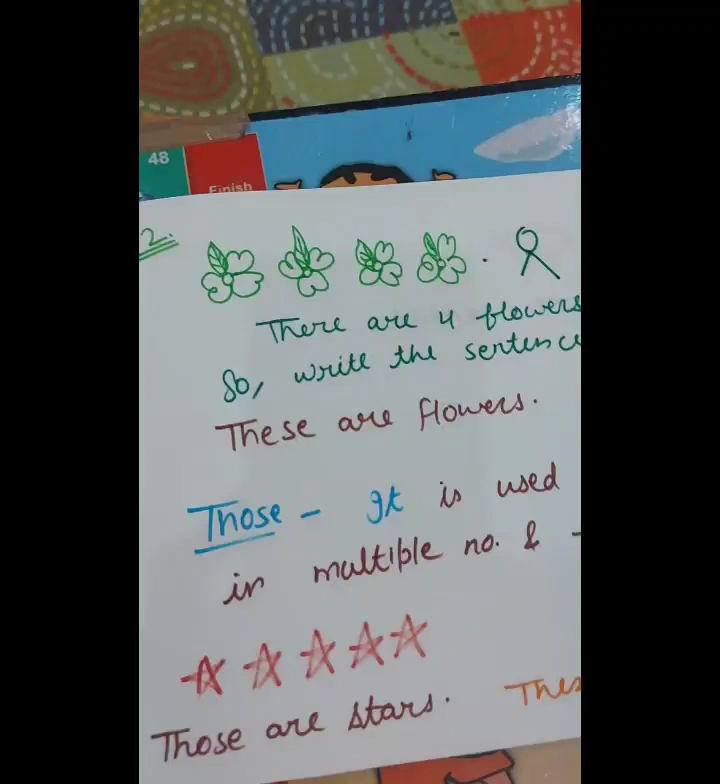 48
Finish
2.
There are 4 flowers
So, write the sentence
These are flowers.
Those - It is used
in multiple no. & -
Those are stars.